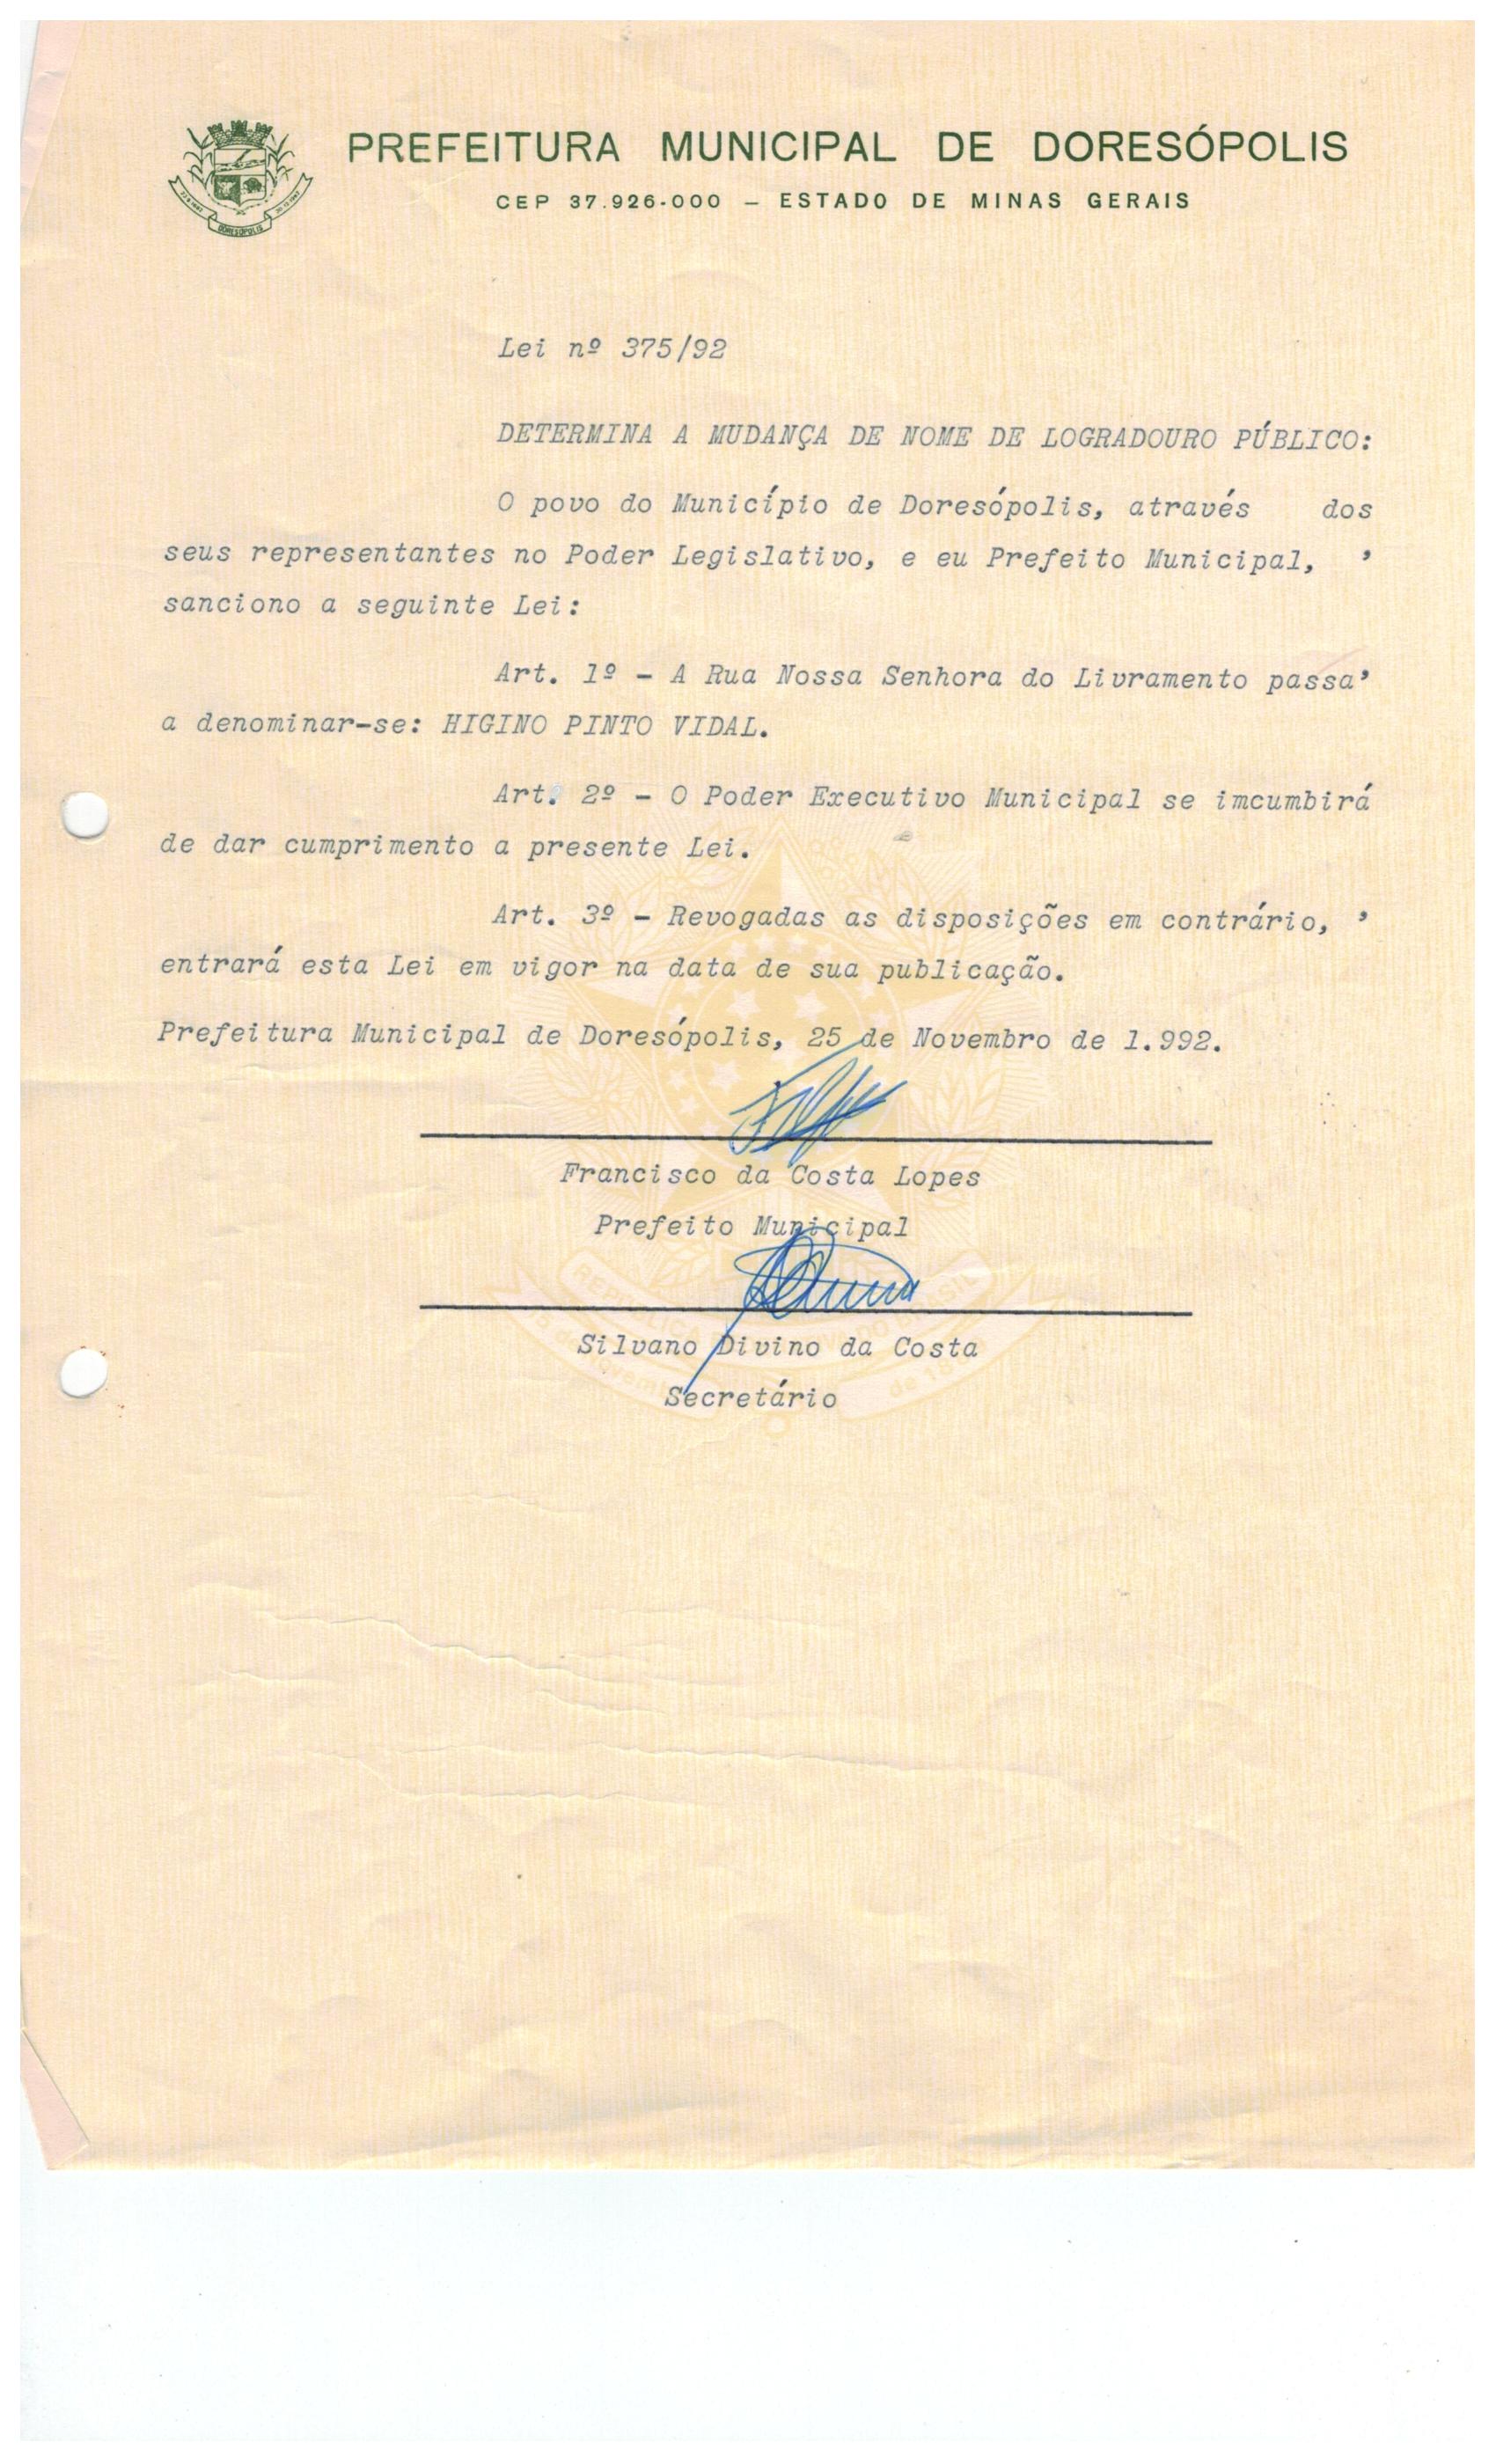 PREFEITURA MUNICIPAL DE DORESÓPOLIS
CEP 37.926-000 – ESTADO DE MINAS GERAIS
DORESÓPOLIS
Lei nº 375/92
DETERMINA A MUDANÇA DE NOME DE LOGRADOURO PÚBLICO:
O povo do Município de Doresópolis, através dos
seus representantes no Poder Legislativo, e eu Prefeito Municipal, '
sanciono a seguinte Lei:
Art. 1º - A Rua Nossa Senhora do Livramento passa'
a denominar-se: HIGINO PINTO VIDAL.
Art. 2º - O Poder Executivo Municipal se imcumbirá
de dar cumprimento a presente Lei.
Art. 3º - Revogadas as disposições em contrário, '
entrará esta Lei em vigor na data de sua publicação.
Prefeitura Municipal de Doresópolis, 25 de Novembro de 1.992.
Francisco da Costa Lopes
Prefeito Municipal
Silvano Divino da Costa
Secretário